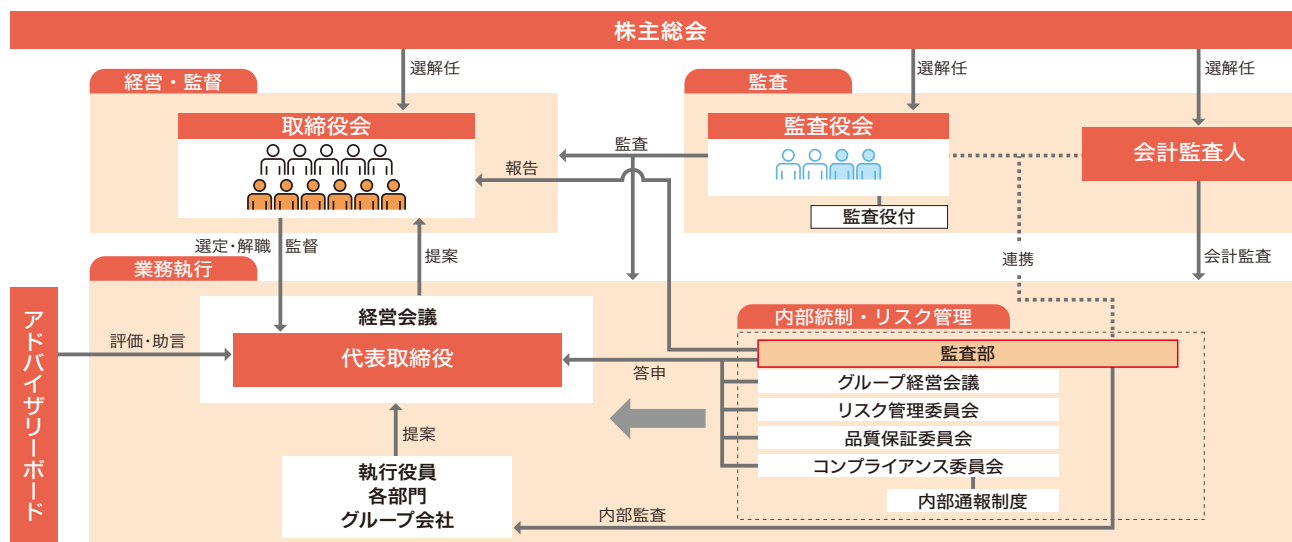 株主総会
選解任
選解任
選解任
経営・監督
監査
取締役会
監査役会
会計監査人
監査
報告
監査役付
選定・解職
監督
提案
連携
会計監査
業務執行
アドバイザリーボード
経営会議
代表取締役
評価・助言
内部統制・リスク管理
監査部
答申
グループ経営会議
リスク管理委員会
品質保証委員会
コンプライアンス委員会
内部通報制度
提案
執行役員
各部門
グループ会社
内部監査